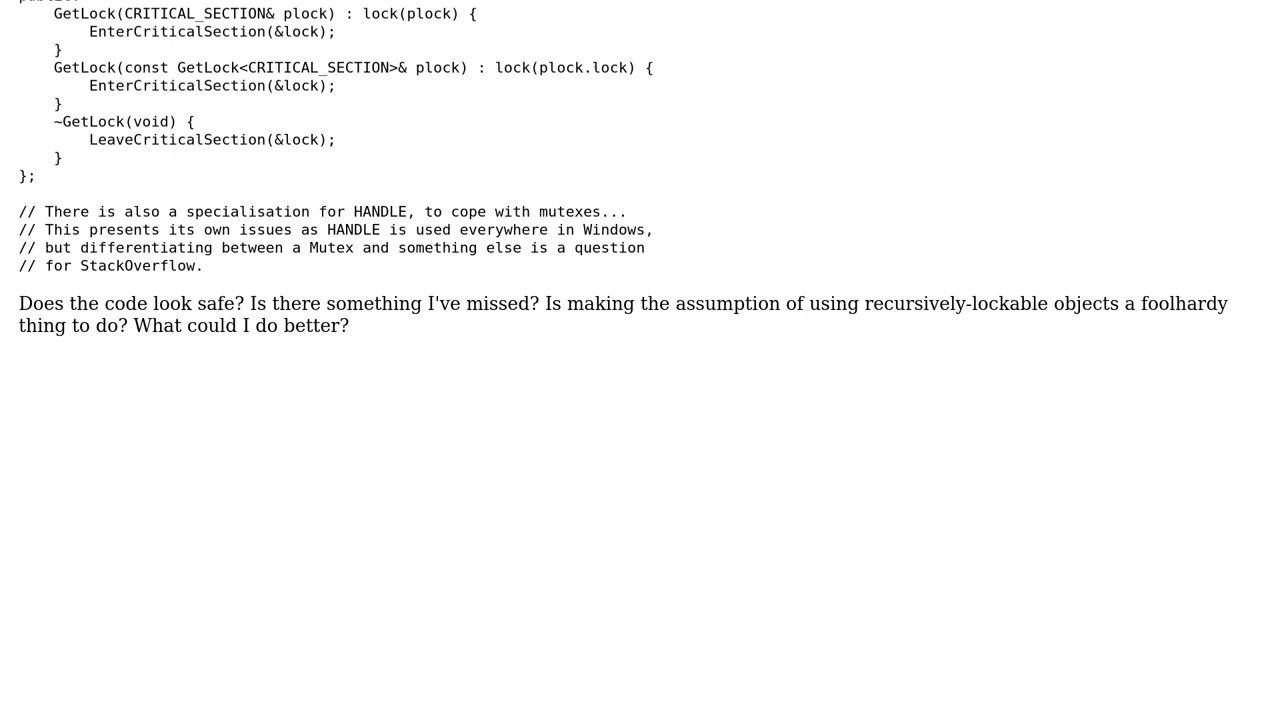 GetLock(CRITICAL_SECTION& plock) : lock(plock) {
EnterCriticalSection(&lock);
}
GetLock(const GetLock<CRITICAL_SECTION>& plock) : lock(plock.lock) {
EnterCriticalSection(&lock);
}
~GetLock(void) {
LeaveCriticalSection(&lock);
}
};
// There is also a specialisation for HANDLE, to cope with mutexes...
// This presents its own issues as HANDLE is used everywhere in Windows,
// but differentiating between a Mutex and something else is a question
// for StackOverflow.
Does the code look safe? Is there something I've missed? Is making the assumption of using recursively-lockable objects a foolhardy
thing to do? What could I do better?